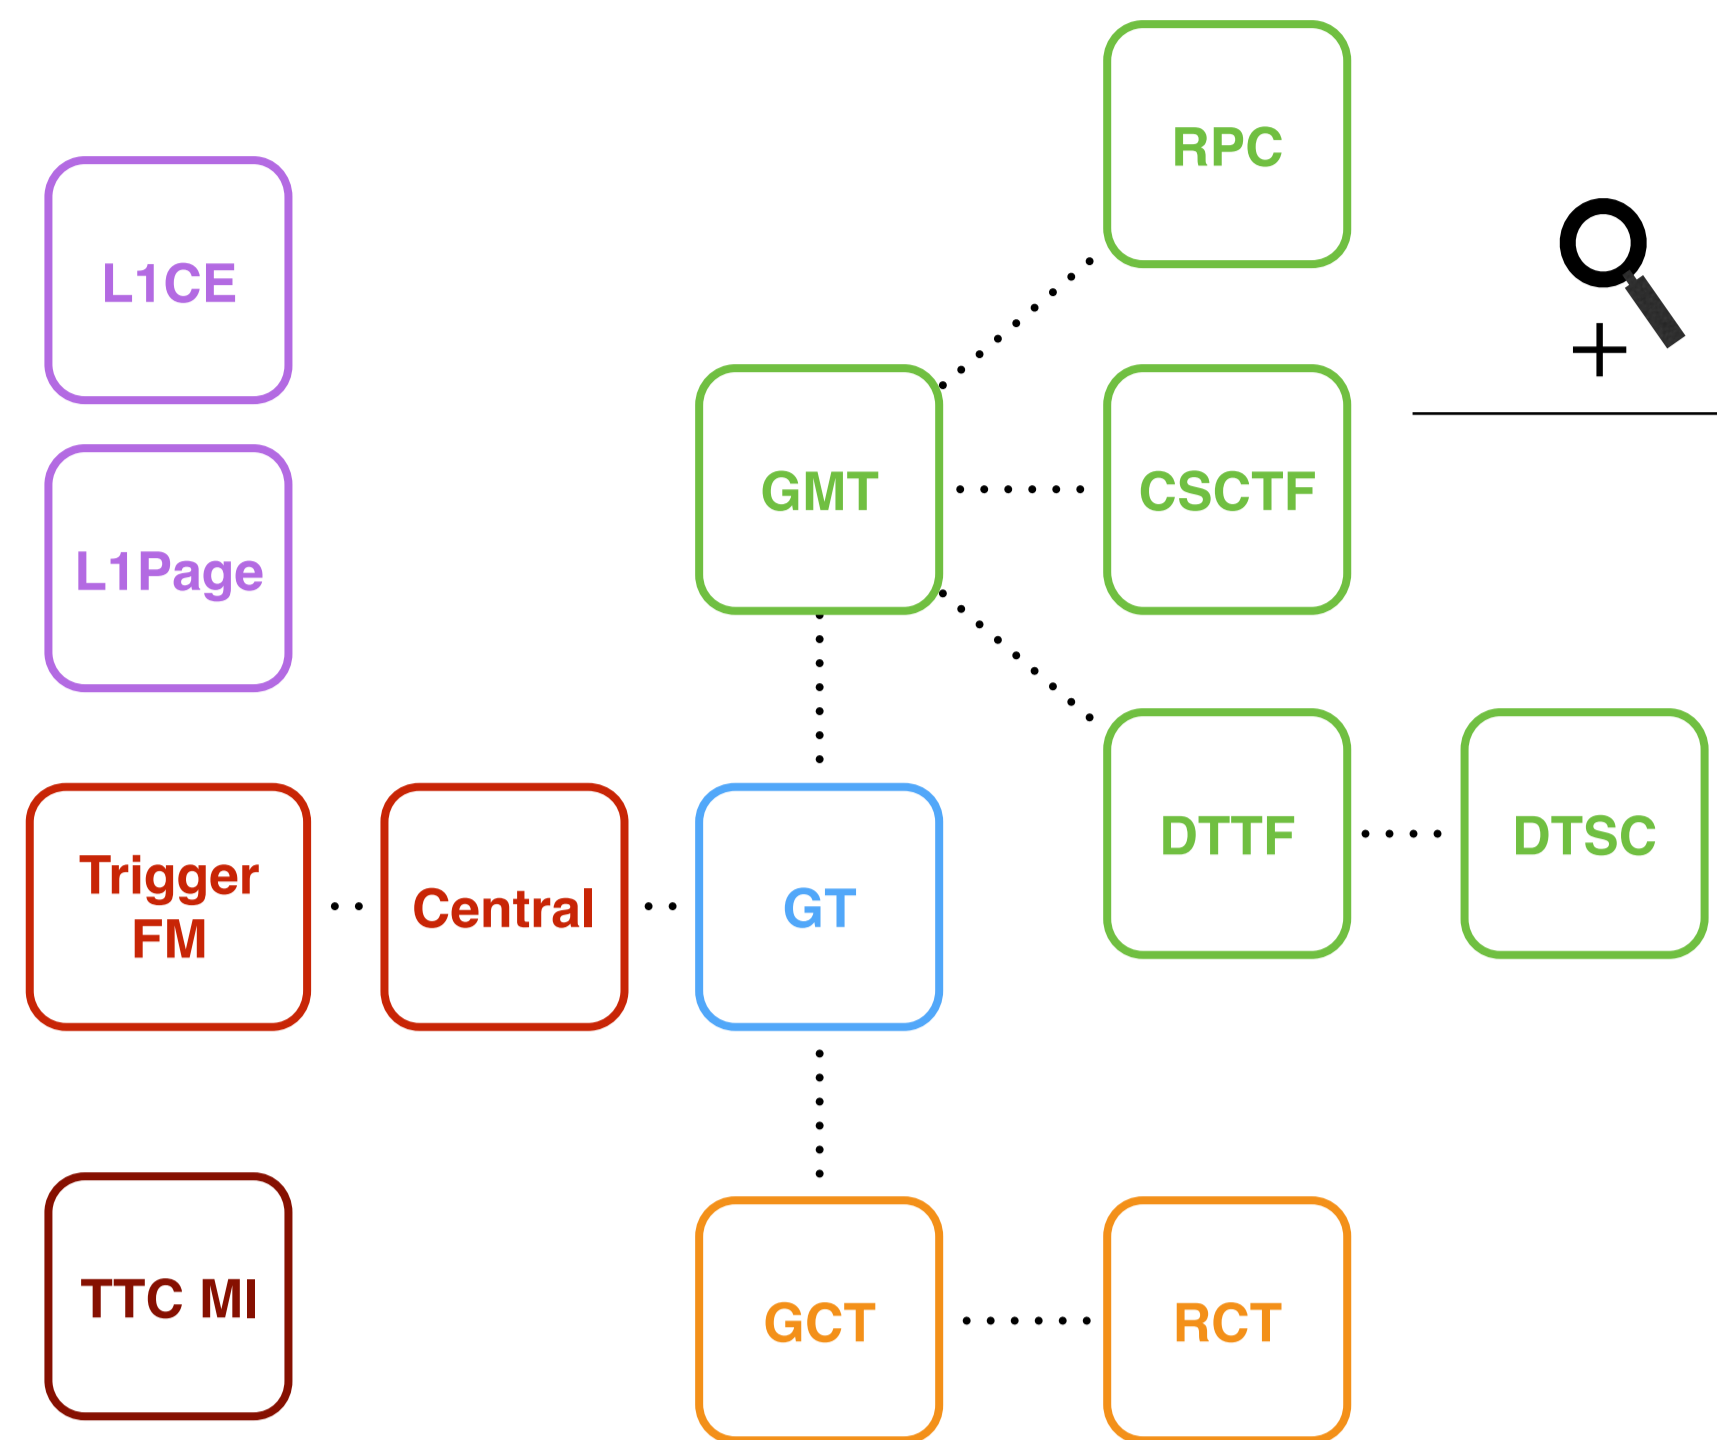 RPC
L1CE
GMT
CSCTF
L1Page
DTTF
DTSC
Trigger
FM
Central
GT
TTC MI
GCT
RCT